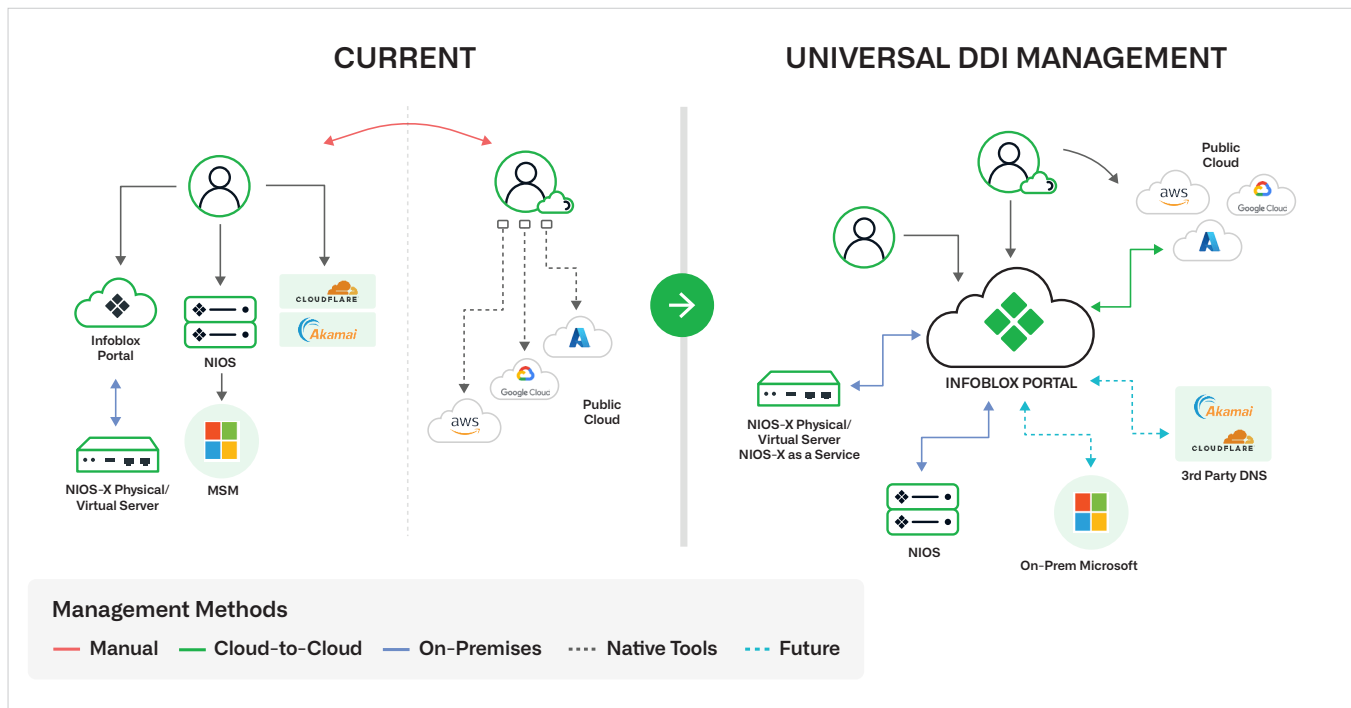 CURRENT
UNIVERSAL DDI MANAGEMENT
Infoblox
Portal
NIOS
CLOUDFLARE
Akamai
NIOS-X Physical/
Virtual Server
MSM
aws
Google Cloud
Public
Cloud
Public
Cloud
aws
Google Cloud
INFOBLOX PORTAL
NIOS-X Physical/
Virtual Server
NIOS-X as a Service
NIOS
On-Prem Microsoft
Akamai
CLOUDFLARE
3rd Party DNS
Management Methods
Manual
Cloud-to-Cloud
On-Premises
Native Tools
Future